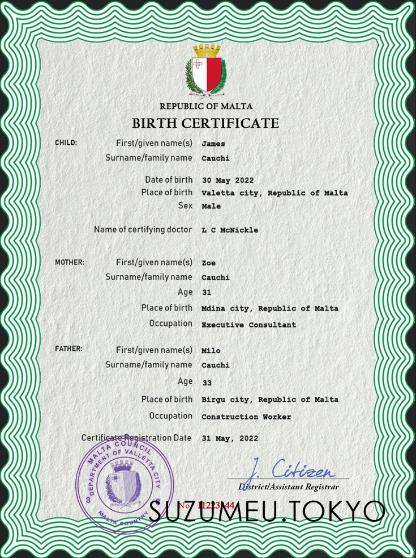 REPUBLIC OF MALTA
BIRTH CERTIFICATE
CHILD: First/given name(s) James
Surname/family name Cauchi
Date of birth 30 May 2022
Place of birth Valetta city, Republic of Malta
Sex Male
Name of certifying doctor L C McNickle
MOTHER: First/given name(s) Zoe
Surname/family name Cauchi
Age 31
Place of birth Mdina city, Republic of Malta
Occupation Executive Consultant
FATHER: First/given name(s) Milo
Surname/family name Cauchi
Age 33
Place of birth Birgu city, Republic of Malta
Occupation Construction Worker
Certificate Registration Date 31 May, 2022
MALTA COUNCIL
DEPARTMENT OF VALLETTA CITY
J. Citizen
District/Assistant Registrar
No.
SUZUMEU.TOKYO